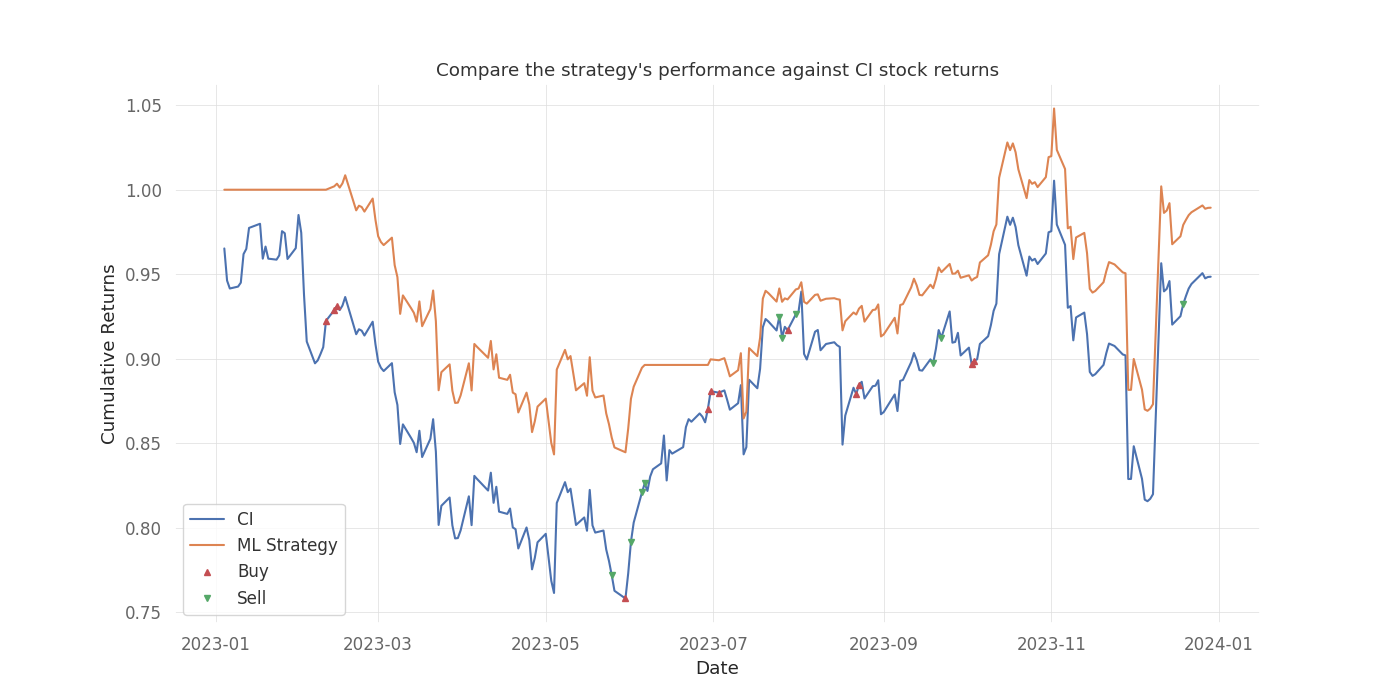 Compare the strategy's performance against CI stock returns
Cumulative Returns
1.05
1.00
0.95
0.90
0.85
0.80
0.75
CI
ML Strategy
Buy
Sell
2023-01
2023-03
2023-05
2023-07
2023-09
2023-11
2024-01
Date